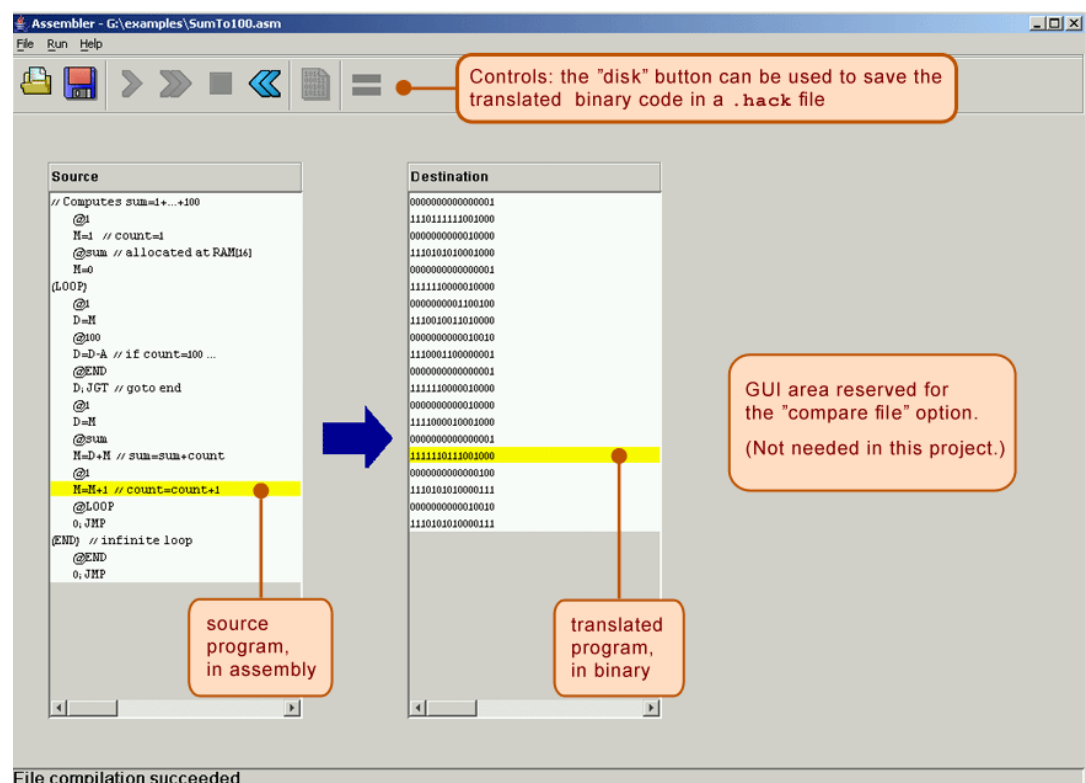 Assembler - G:\examples\SumTo100.asm
File Run Help
Controls: the ”disk” button can be used to save the
translated binary code in a .hack file
Source
// Computes sum=1+...+100
@1
M=1 // count=1
@sum // allocated at RAM[16]
M=0
(LOOP)
@1
D=M
@100
D=D-A // if count=100 ...
@END
D;JGT // goto end
@1
D=M
@sum
M=D+M // sum=sum+count
@1
M=M+1 // count=count+1
@LOOP
0;JMP
(END) // infinite loop
@END
0;JMP
source
program,
in assembly
Destination
0000000000000001
1110111111001000
0000000000010000
1110101010001000
0000000000000001
1111110000010000
0000000001100100
1110010011010000
0000000000010010
1110001100000001
0000000000000001
1111110000010000
0000000000010000
1111000010001000
0000000000000001
1111110111001000
0000000000000100
1110101010000111
0000000000010010
1110101010000111
translated
program,
in binary
GUI area reserved for
the ”compare file” option.
(Not needed in this project.)
File compilation succeeded